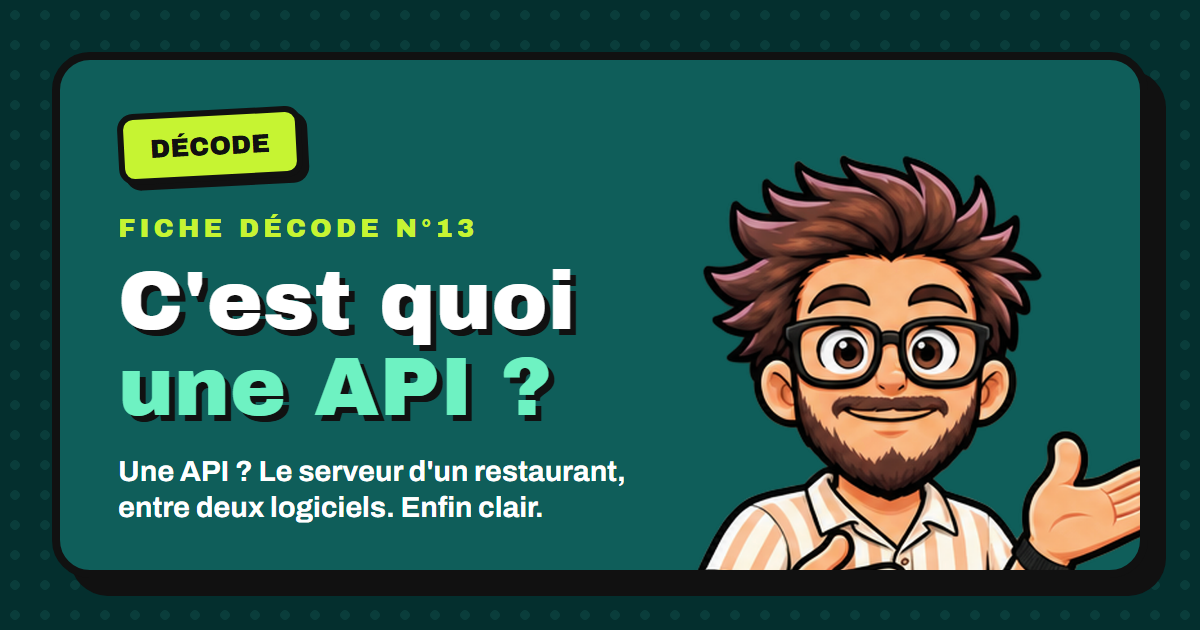 DÉCODE
FICHE DÉCODE N°13
C'est quoi
une API ?
Une API ? Le serveur d'un restaurant,
entre deux logiciels. Enfin clair.